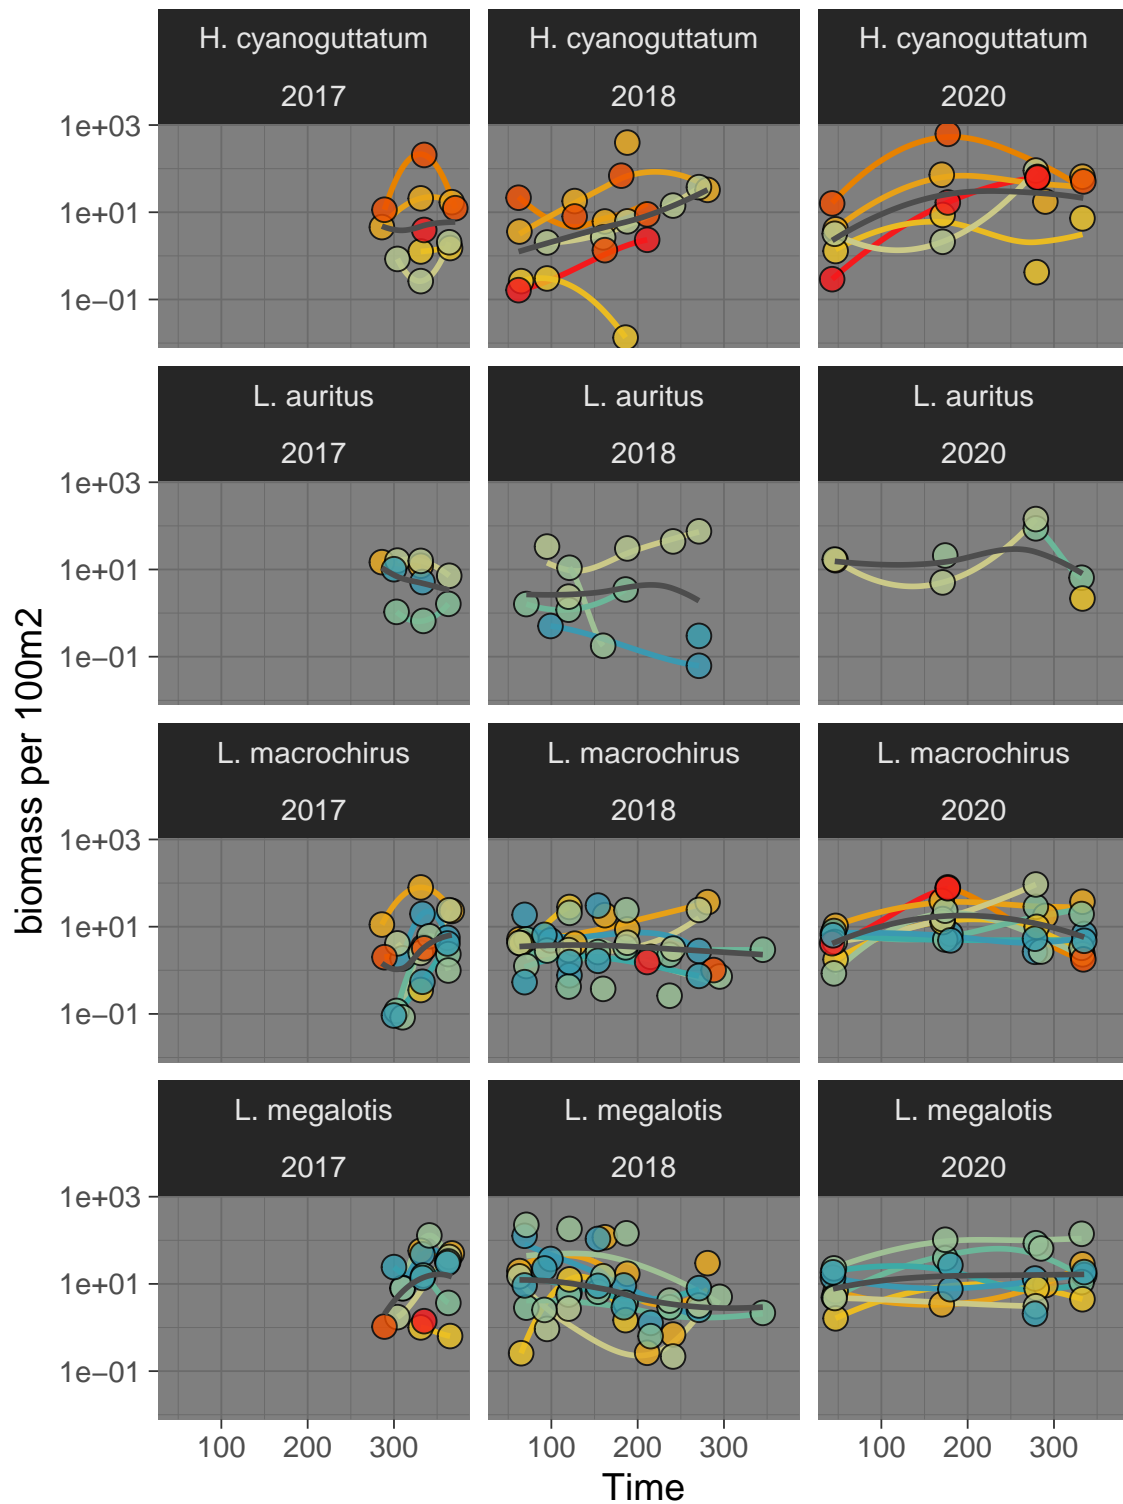 H. cyanoguttatum H. cyanoguttatum H. cyanoguttatum
2017 2018 2020
1e+03
1e+01
1e−01
L. auritus L. auritus L. auritus
2017 2018 2020
1e+03
1e+01
1e−01
biomass per 100m2
L. macrochirus L. macrochirus L. macrochirus
2017 2018 2020
1e+03
1e+01
1e−01
L. megalotis L. megalotis L. megalotis
2017 2018 2020
1e+03
1e+01
1e−01
100 200 300 100 200 300 100 200 300
Time